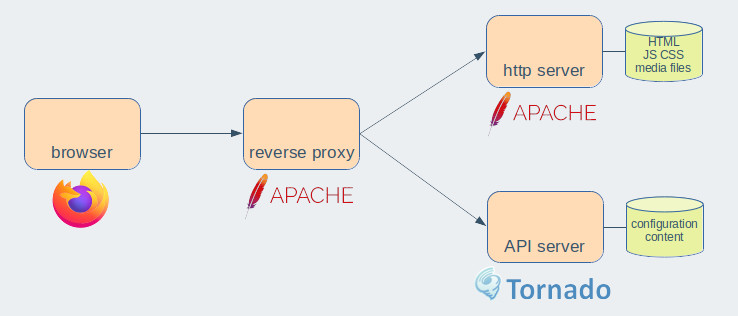 browser
reverse proxy
APACHE
http server
APACHE
HTML
JS CSS
media files
API server
Tornado
configuration
content